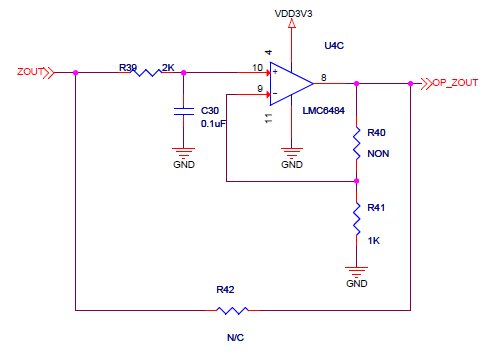 VDD3V3
U4C
ZOUT
R39
2K
4
10
+
8
OP_ZOUT
9
−
LMC6484
11
C30
0.1uF
GND
GND
R40
NON
R41
1K
GND
R42
N/C